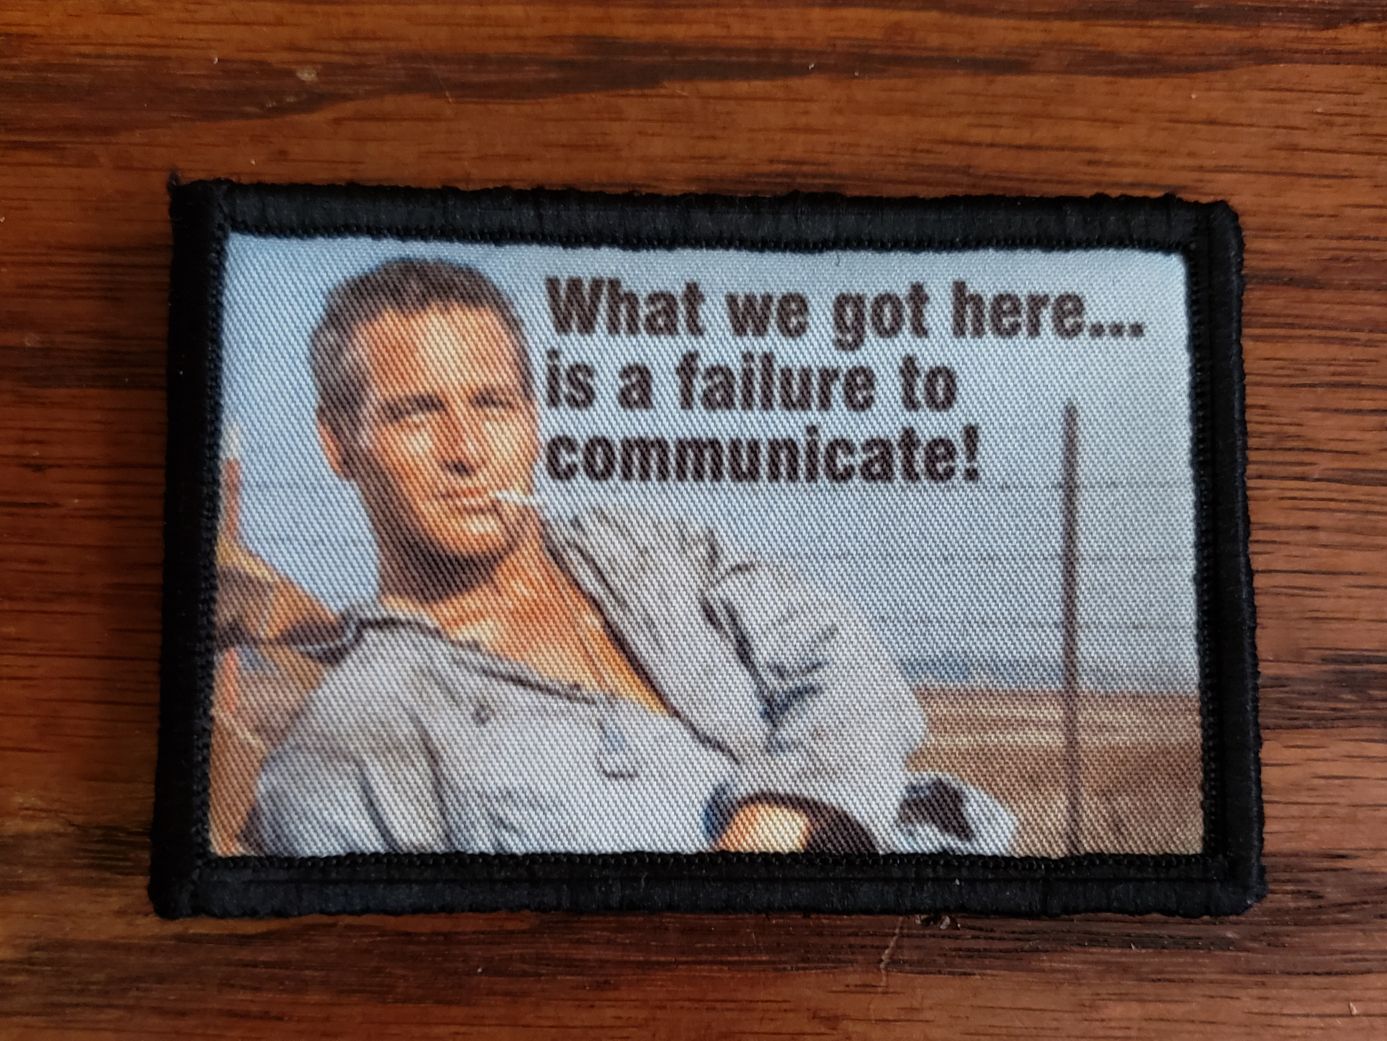 What we got here...
is a failure to
communicate!